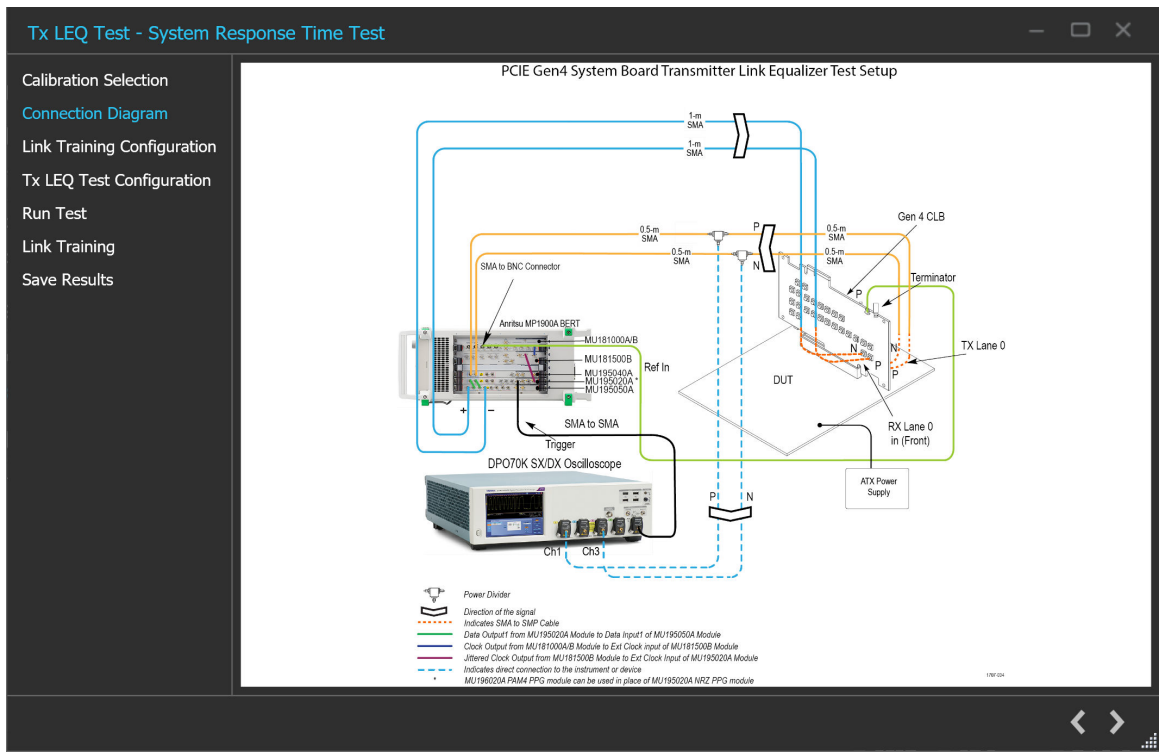 Tx LEQ Test - System Response Time Test
Calibration Selection
Connection Diagram
Link Training Configuration
Tx LEQ Test Configuration
Run Test
Link Training
Save Results
PCIE Gen4 System Board Transmitter Link Equalizer Test Setup
1-m
SMA
1-m
SMA
0.5-m
SMA
P
0.5-m
SMA
0.5-m
SMA
N
0.5-m
SMA
Gen 4 CLB
SMA to BNC Connector
P
Terminator
Anritsu MP1900A BERT
MU181000A/B
MU181500B
MU195040A
MU195020A *
MU195050A
Ref In
N
P
N
P
TX Lane 0
DUT
RX Lane 0
in (Front)
+
−
SMA to SMA
Trigger
DPO70K SX/DX Oscilloscope
ATX Power
Supply
P
N
Ch1
Ch3
Power Divider
Direction of the signal
Indicates SMA to SMP Cable
Data Output1 from MU195020A Module to Data Input1 of MU195050A Module
Clock Output from MU181000A/B Module to Ext Clock input of MU181500B Module
Jittered Clock Output from MU181500B Module to Ext Clock Input of MU195020A Module
Indicates direct connection to the instrument or device
* MU196020A PAM4 PPG module can be used in place of MU195020A NRZ PPG module